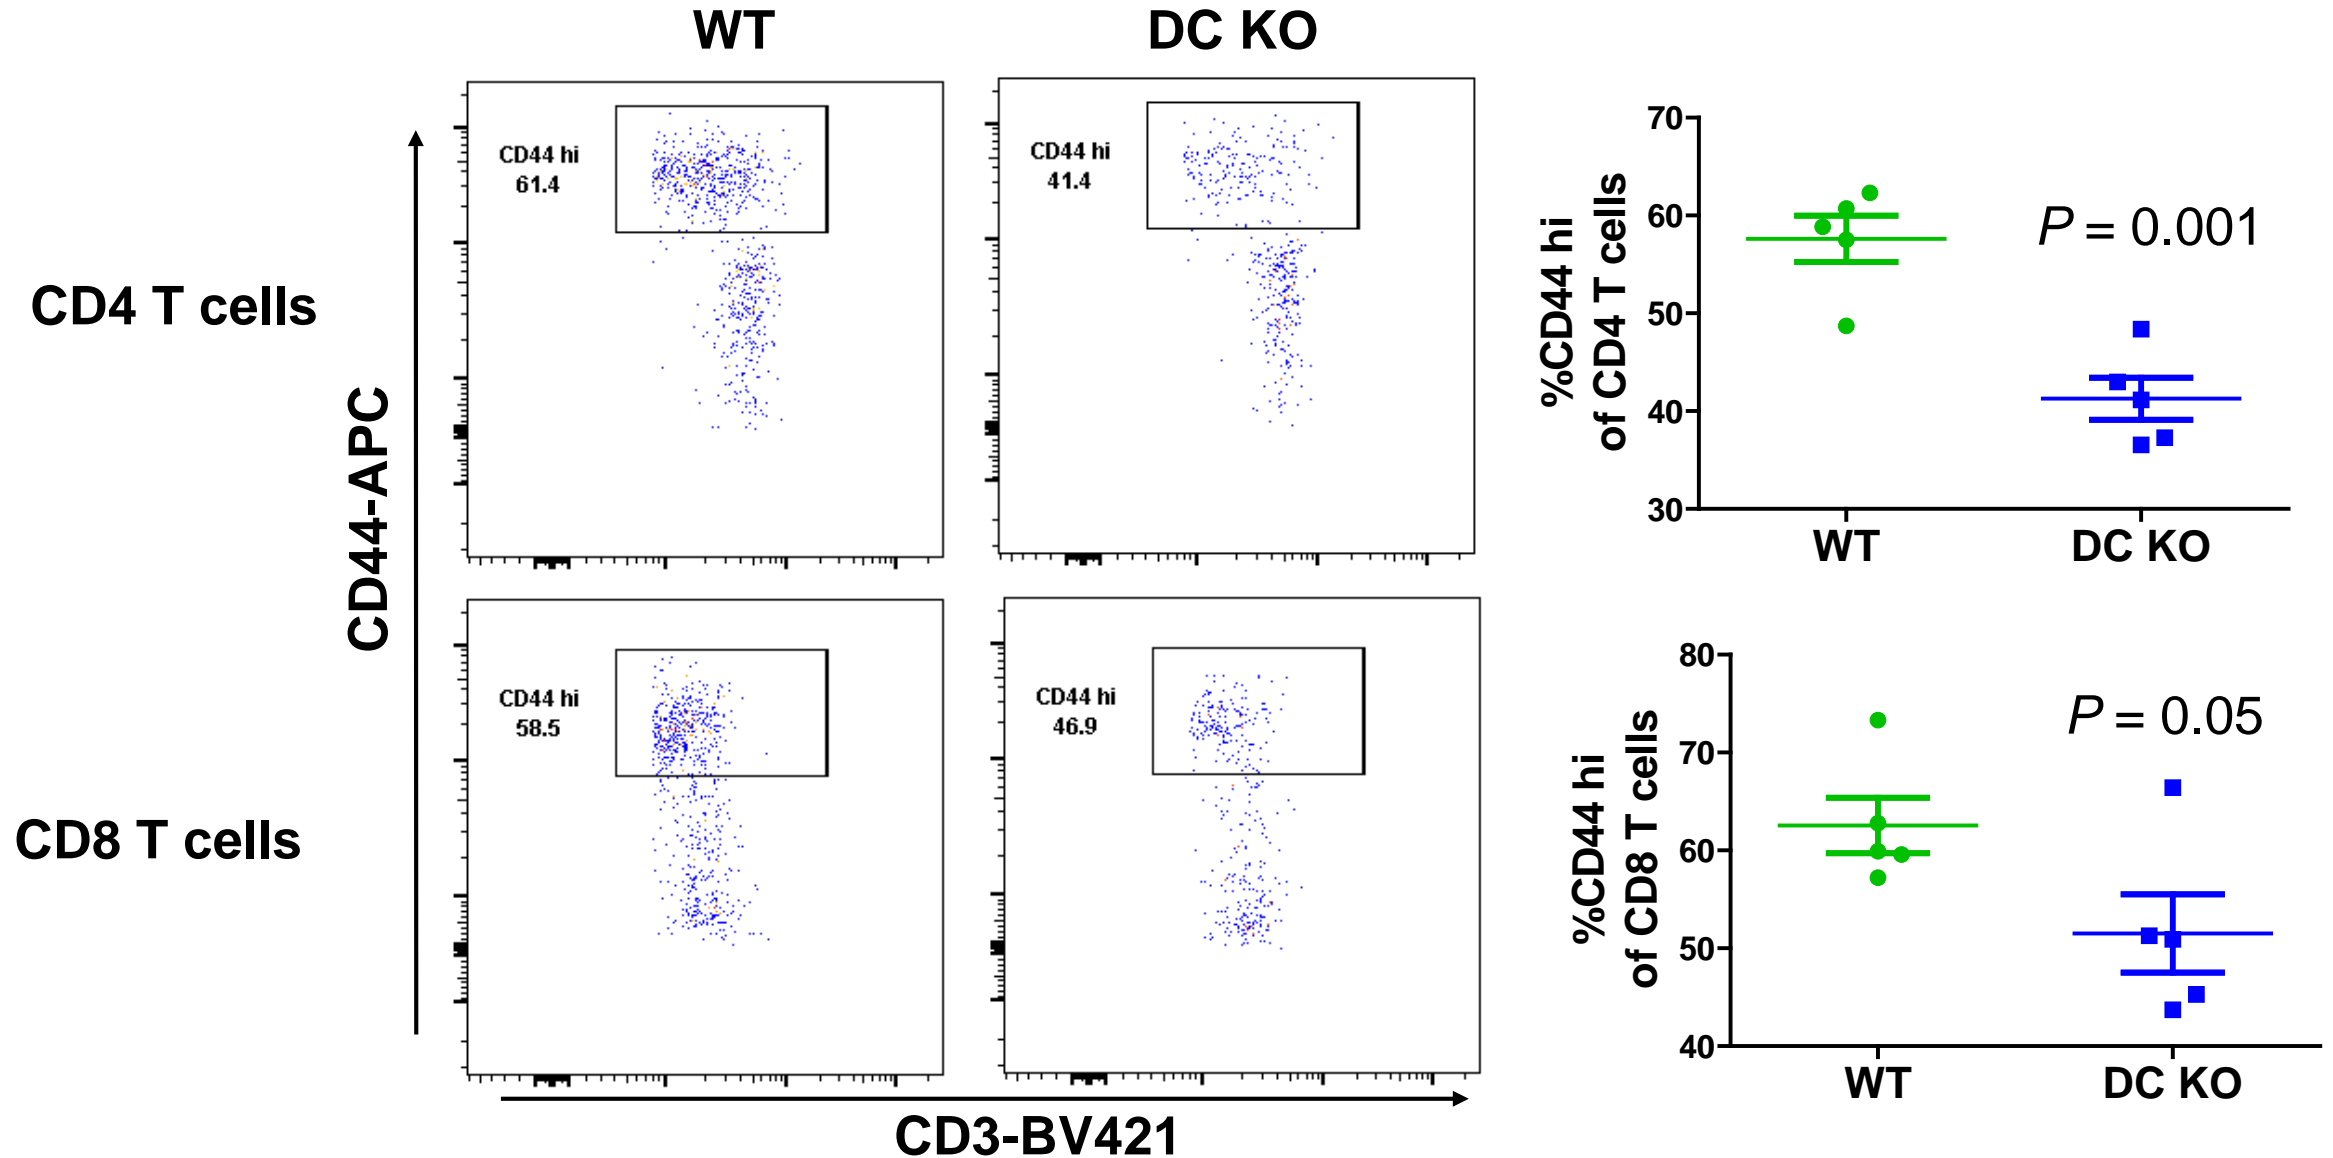 WT
DC KO
CD4 T cells
CD44-APC
CD44 hi
61.4
CD44 hi
41.4
%CD44 hi
of CD4 T cells
70
60
50
40
30
P = 0.001
WT
DC KO
CD8 T cells
CD44 hi
58.5
CD44 hi
46.9
%CD44 hi
of CD8 T cells
80
70
60
50
40
P = 0.05
WT
DC KO
CD3-BV421